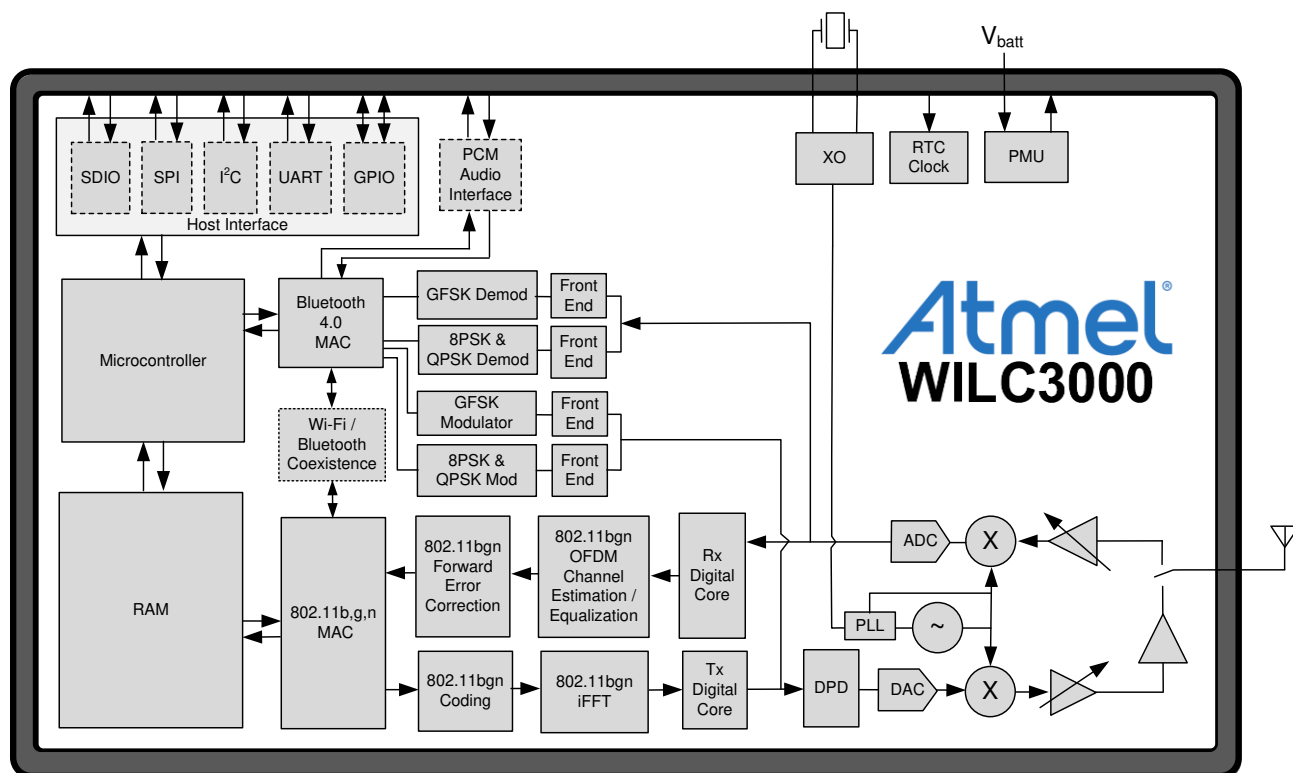 V_batt
SDIO
SPI
I²C
UART
GPIO
Host Interface
PCM
Audio
Interface
XO
RTC
Clock
PMU
Microcontroller
Bluetooth
4.0
MAC
GFSK Demod
Front
End
8PSK &
QPSK Demod
Front
End
GFSK
Modulator
Front
End
8PSK &
QPSK Mod
Front
End
Wi-Fi /
Bluetooth
Coexistence
Atmel®
WILC3000
RAM
802.11b,g,n
MAC
802.11bgn
Forward
Error
Correction
802.11bgn
OFDM
Channel
Estimation /
Equalization
Rx
Digital
Core
ADC
X
PLL
~
802.11bgn
Coding
802.11bgn
iFFT
Tx
Digital
Core
DPD
DAC
X